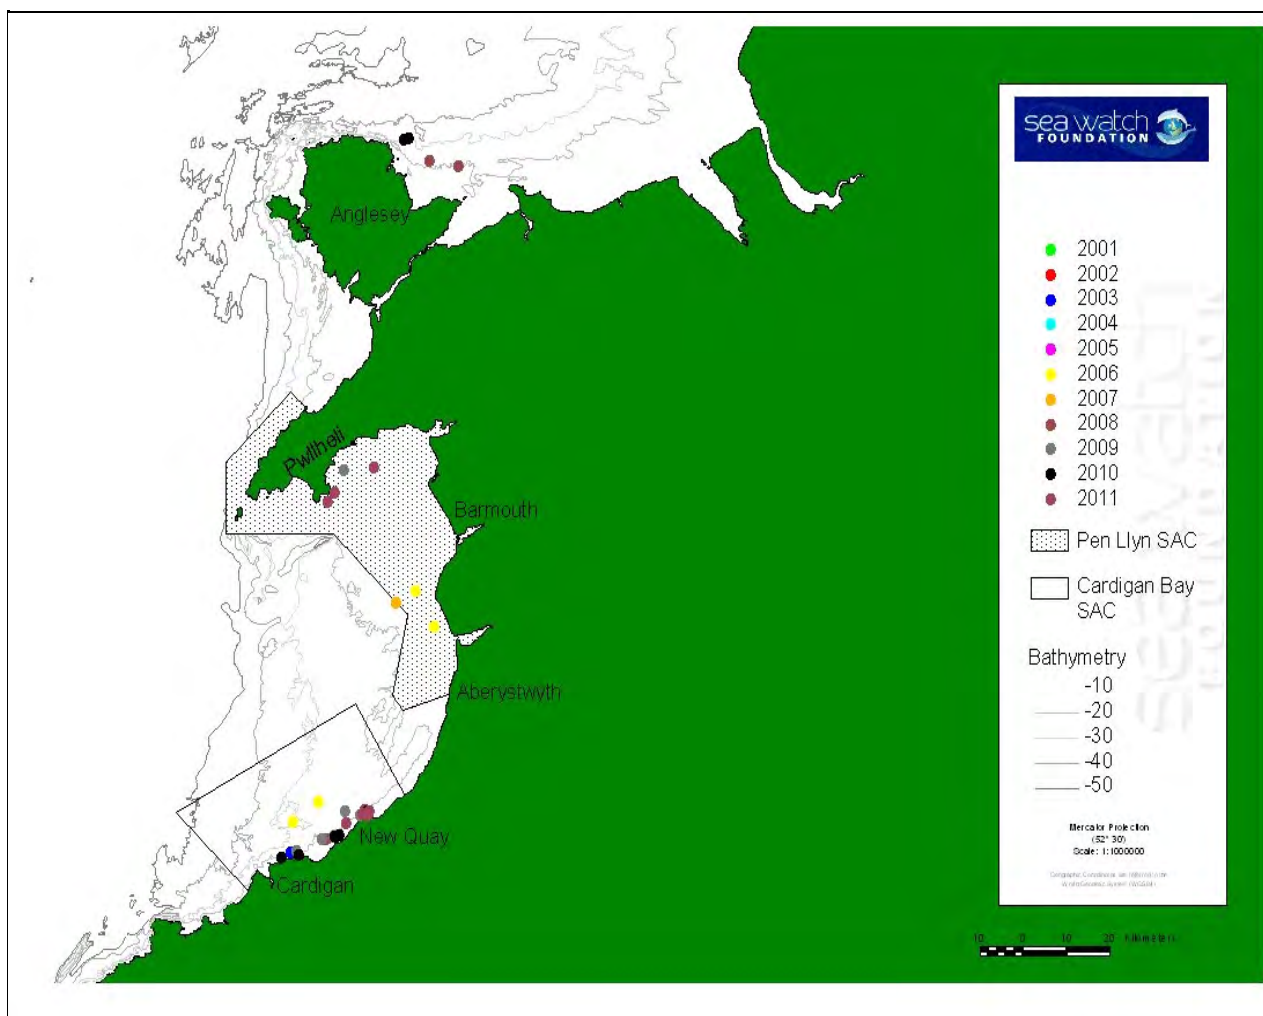 sea watch
FOUNDATION
Anglesey
Pwllheli
Barmouth
Aberystwyth
New Quay
Cardigan
2001
2002
2003
2004
2005
2006
2007
2008
2009
2010
2011
Pen Llyn SAC
Cardigan Bay
SAC
Bathymetry
-10
-20
-30
-40
-50
Mercator Projection
(52° 30')
Scale: 1:1000000
10 0 10 20 Kilometers